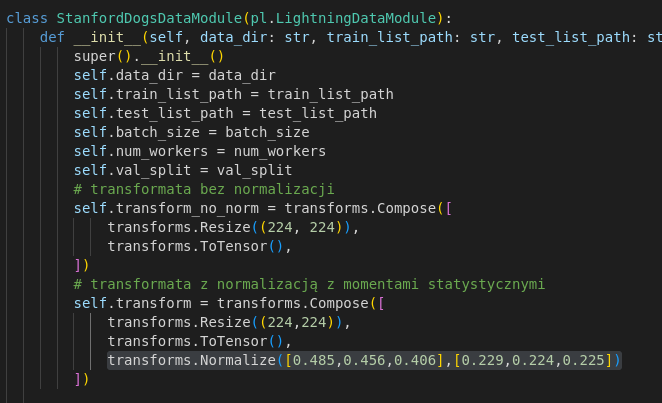 class StanfordDogsDataModule(pl.LightningDataModule):
def __init__(self, data_dir: str, train_list_path: str, test_list_path: st
super().__init__()
self.data_dir = data_dir
self.train_list_path = train_list_path
self.test_list_path = test_list_path
self.batch_size = batch_size
self.num_workers = num_workers
self.val_split = val_split
# transformata bez normalizacji
self.transform_no_norm = transforms.Compose([
transforms.Resize((224, 224)),
transforms.ToTensor(),
])
# transformata z normalizacją z momentami statystycznymi
self.transform = transforms.Compose([
transforms.Resize((224,224)),
transforms.ToTensor(),
transforms.Normalize([0.485,0.456,0.406],[0.229,0.224,0.225])
])